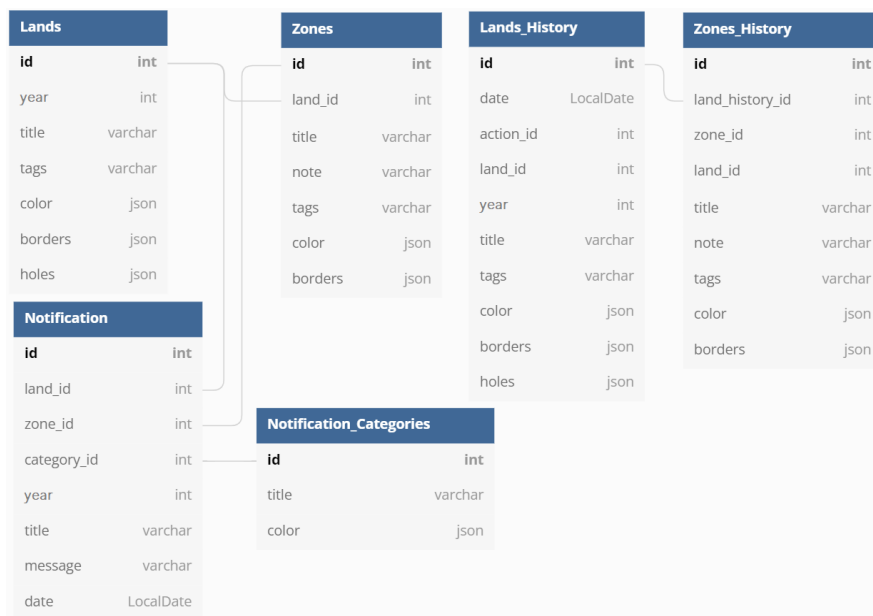 Lands
id int
year int
title varchar
tags varchar
color json
borders json
holes json
Zones
id int
land_id int
title varchar
note varchar
tags varchar
color json
borders json
Lands_History
id int
date LocalDate
action_id int
land_id int
year int
title varchar
tags varchar
color json
borders json
holes json
Zones_History
id int
land_history_id int
zone_id int
land_id int
title varchar
note varchar
tags varchar
color json
borders json
Notification
id int
land_id int
zone_id int
category_id int
year int
title varchar
message varchar
date LocalDate
Notification_Categories
id int
title varchar
color json